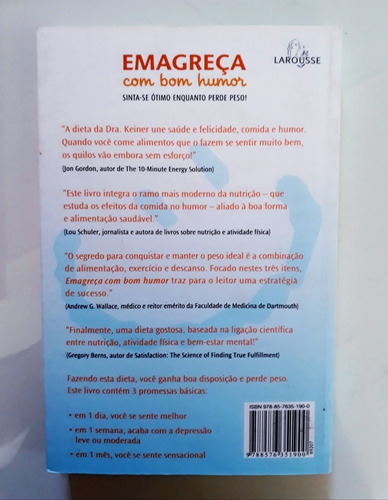 EMAGREÇA
com bom humor
LAROUSSE
SINTA-SE ÓTIMO ENQUANTO PERDE PESO!
"A dieta da Dra. Keiner une saúde e felicidade, comida e humor.
Quando você come alimentos que o fazem se sentir muito bem,
os quilos vão embora sem esforço!"
(Jon Gordon, autor de The 10-Minute Energy Solution)
"Este livro integra o ramo mais moderno da nutrição – que
estuda os efeitos da comida no humor – aliado à boa forma
e alimentação saudável."
(Lou Schuler, jornalista e autora de livros sobre nutrição e atividade física)
"O segredo para conquistar e manter o peso ideal é a combinação
de alimentação, exercício e descanso. Focado nestes três itens,
Emagreça com bom humor traz para o leitor uma estratégia
de sucesso."
(Andrew G. Wallace, médico e reitor emérito da Faculdade de Medicina de Dartmouth)
"Finalmente, uma dieta gostosa, baseada na ligação científica
entre nutrição, atividade física e bem-estar mental!"
(Gregory Berns, autor de Satisfaction: The Science of Finding True Fulfillment)
Fazendo esta dieta, você ganha boa disposição e perde peso.
Este livro contém 3 promessas básicas:
• em 1 dia, você se sente melhor
• em 1 semana, acaba com a depressão
leve ou moderada
• em 1 mês, você se sente sensacional
ISBN 978-85-7635-190-0
9788576351900